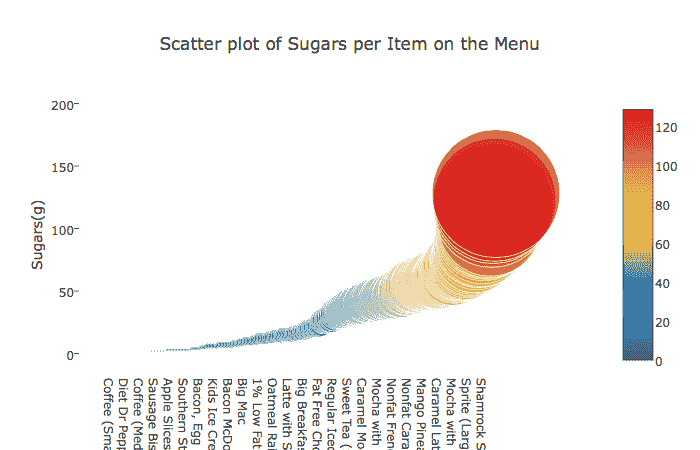 Scatter plot of Sugars per Item on the Menu
200
150
100
50
0
Sugars(g)
120
100
80
60
40
20
0
Coffee (Sma
Diet Dr Pepp
Coffee (Med
Sausage Bis
Apple Slices
Southern St
Bacon, Egg
Kids Ice Cre
Bacon McDo
Big Mac
1% Low Fat
Oatmeal Rai
Latte with S
Big Breakfas
Fat Free Cho
Regular Iced
Sweet Tea (
Caramel Mo
Mocha with
Nonfat Fren
Nonfat Cara
Mango Pinea
Caramel Lat
Mocha with
Sprite (Larg
Shamrock S